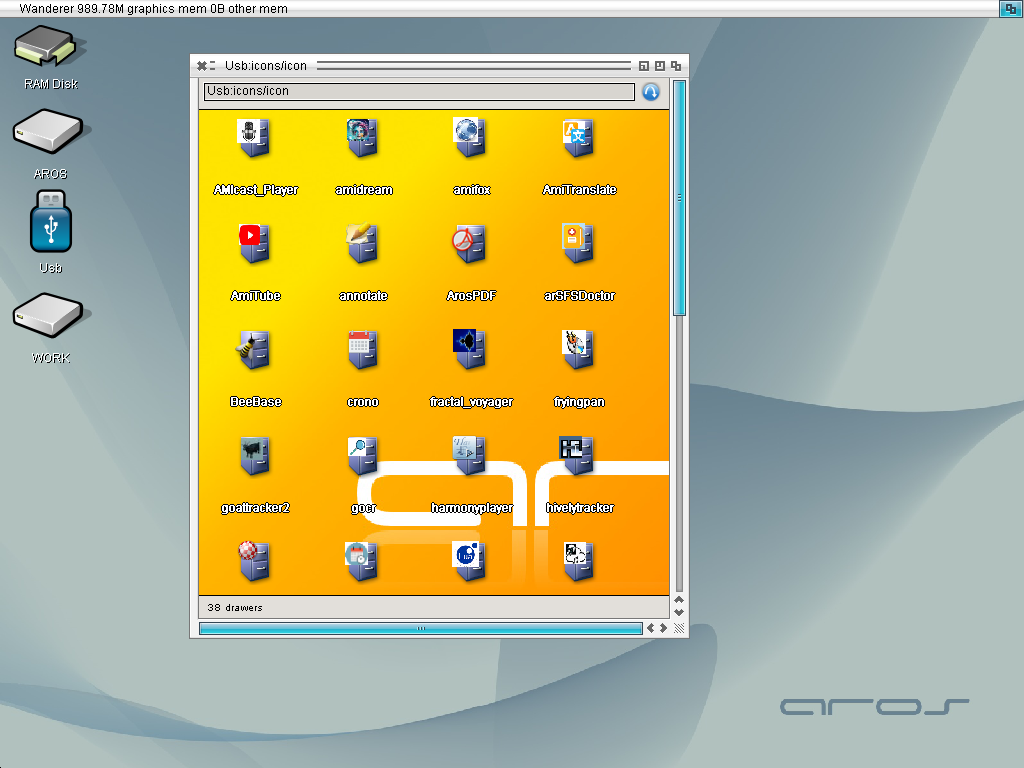 Wanderer 989.78M graphics mem 0B other mem
RAM Disk
AROS
Usb
WORK
Usb:icons/icon
Usb:icons/icon
AMIcast_Player amidream amifox AmiTranslate
AmiTube annotate ArosPDF arSFSDoctor
BeeBase crono fractal_voyager fryingpan
goattracker2 gocr harmonyplayer hivelytracker
Lua
38 drawers
aros